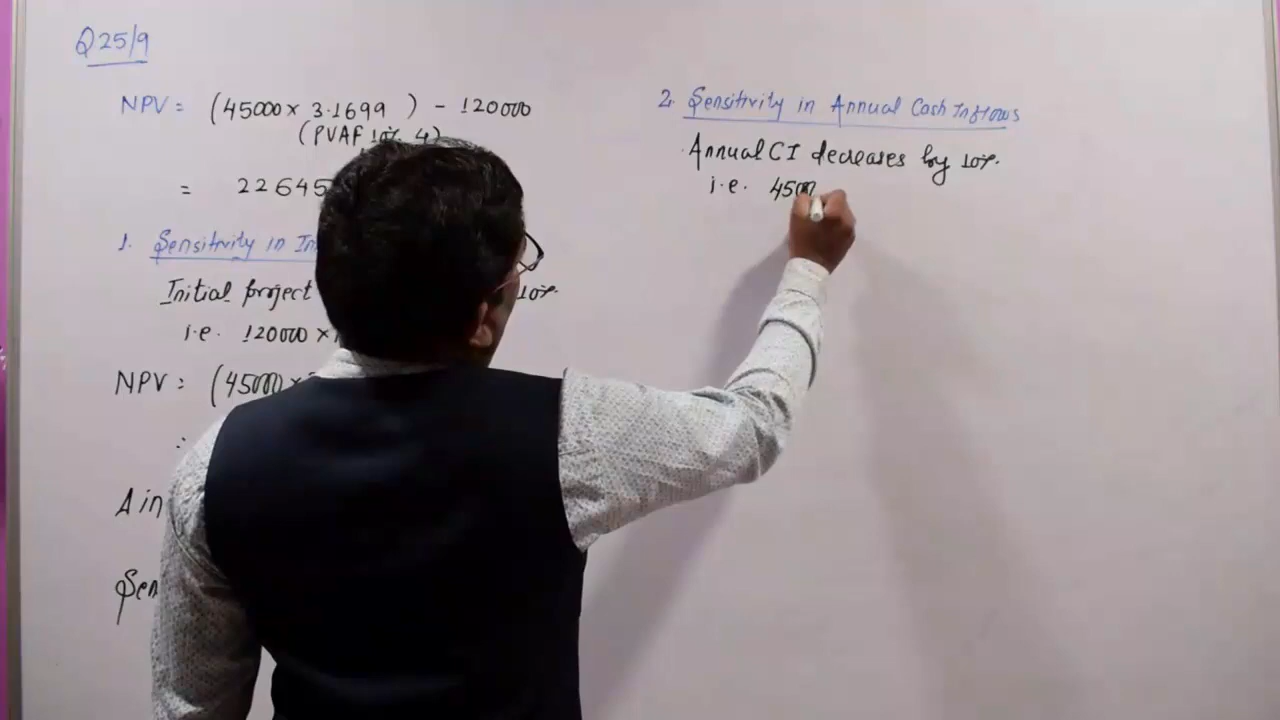 Q25/9
NPV = (45000 × 3.1699 ) - 120000
(PVAF 10% 4)
= 22645
1. Sensitivity in In
Initial project 10%.
i.e. 120000 ×
NPV = (45000 ×
∴
A in
Sen
2. Sensitivity in Annual Cash Inflows
Annual CI decreases by 10%.
i.e. 4500